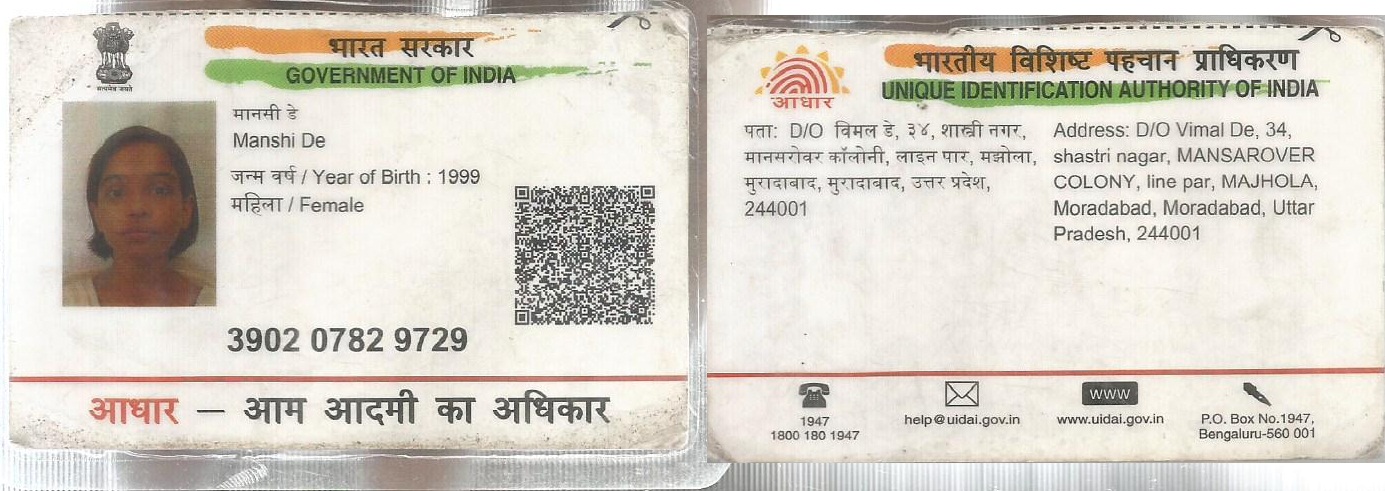 भारत सरकार
GOVERNMENT OF INDIA
सत्यमेव जयते
मानसी डे
Manshi De
जन्म वर्ष / Year of Birth : 1999
महिला / Female
3902 0782 9729
आधार — आम आदमी का अधिकार
भारतीय विशिष्ट पहचान प्राधिकरण
UNIQUE IDENTIFICATION AUTHORITY OF INDIA
आधार
पता: D/O विमल डे, ३४, शास्त्री नगर,
मानसरोवर कॉलोनी, लाइन पार, मझोला,
मुरादाबाद, मुरादाबाद, उत्तर प्रदेश,
244001
Address: D/O Vimal De, 34,
shastri nagar, MANSAROVER
COLONY, line par, MAJHOLA,
Moradabad, Moradabad, Uttar
Pradesh, 244001
1947
1800 180 1947
help@uidai.gov.in
WWW
www.uidai.gov.in
P.O. Box No.1947,
Bengaluru-560 001